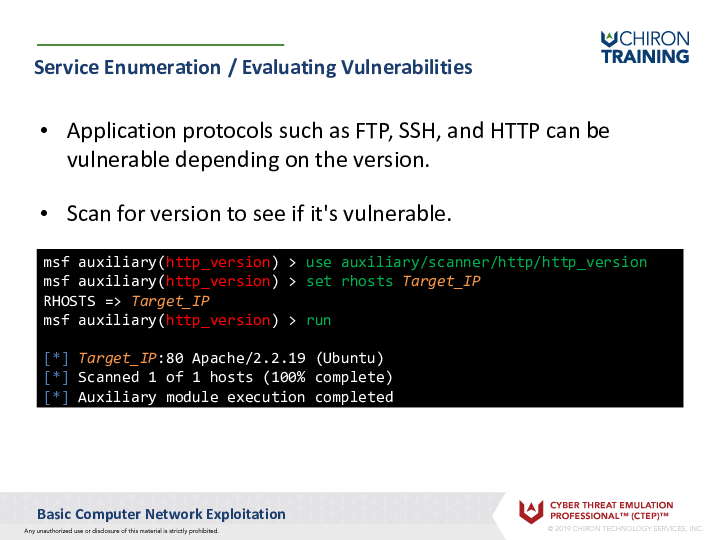 CHIRON
TRAINING
Service Enumeration / Evaluating Vulnerabilities
• Application protocols such as FTP, SSH, and HTTP can be
vulnerable depending on the version.
• Scan for version to see if it's vulnerable.
msf auxiliary(http_version) > use auxiliary/scanner/http/http_version
msf auxiliary(http_version) > set rhosts Target_IP
RHOSTS => Target_IP
msf auxiliary(http_version) > run
[*] Target_IP:80 Apache/2.2.19 (Ubuntu)
[*] Scanned 1 of 1 hosts (100% complete)
[*] Auxiliary module execution completed
Basic Computer Network Exploitation
Any unauthorized use or disclosure of this material is strictly prohibited.
CYBER THREAT EMULATION
PROFESSIONAL™ (CTEP)™
© 2019 CHIRON TECHNOLOGY SERVICES, INC.